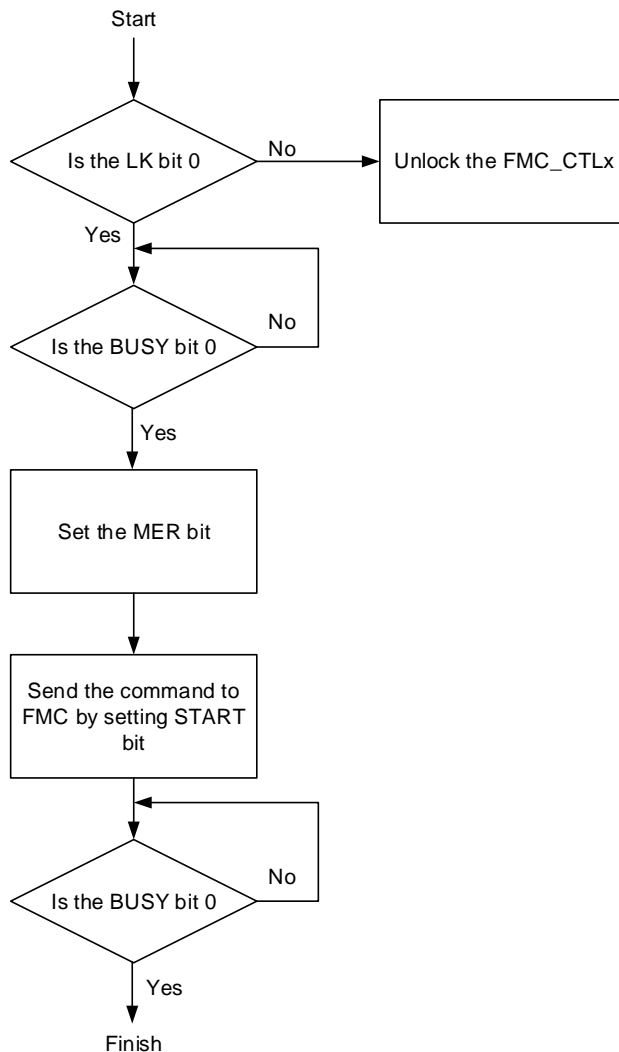 Start
Is the LK bit 0
No
Unlock the FMC_CTLx
Yes
Is the BUSY bit 0
No
Yes
Set the MER bit
Send the command to
FMC by setting START
bit
Is the BUSY bit 0
No
Yes
Finish